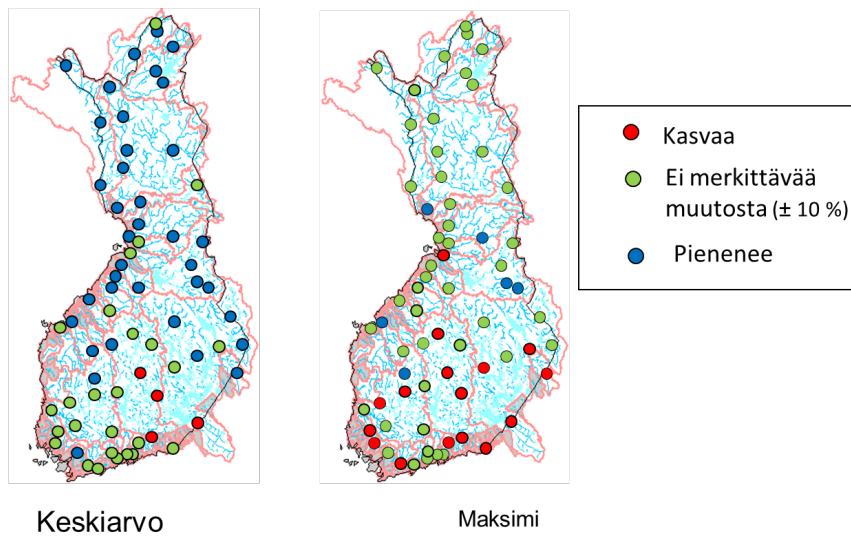 Kasvaa
Ei merkittävää
muutosta (± 10 %)
Pienenee
Keskiarvo
Maksimi